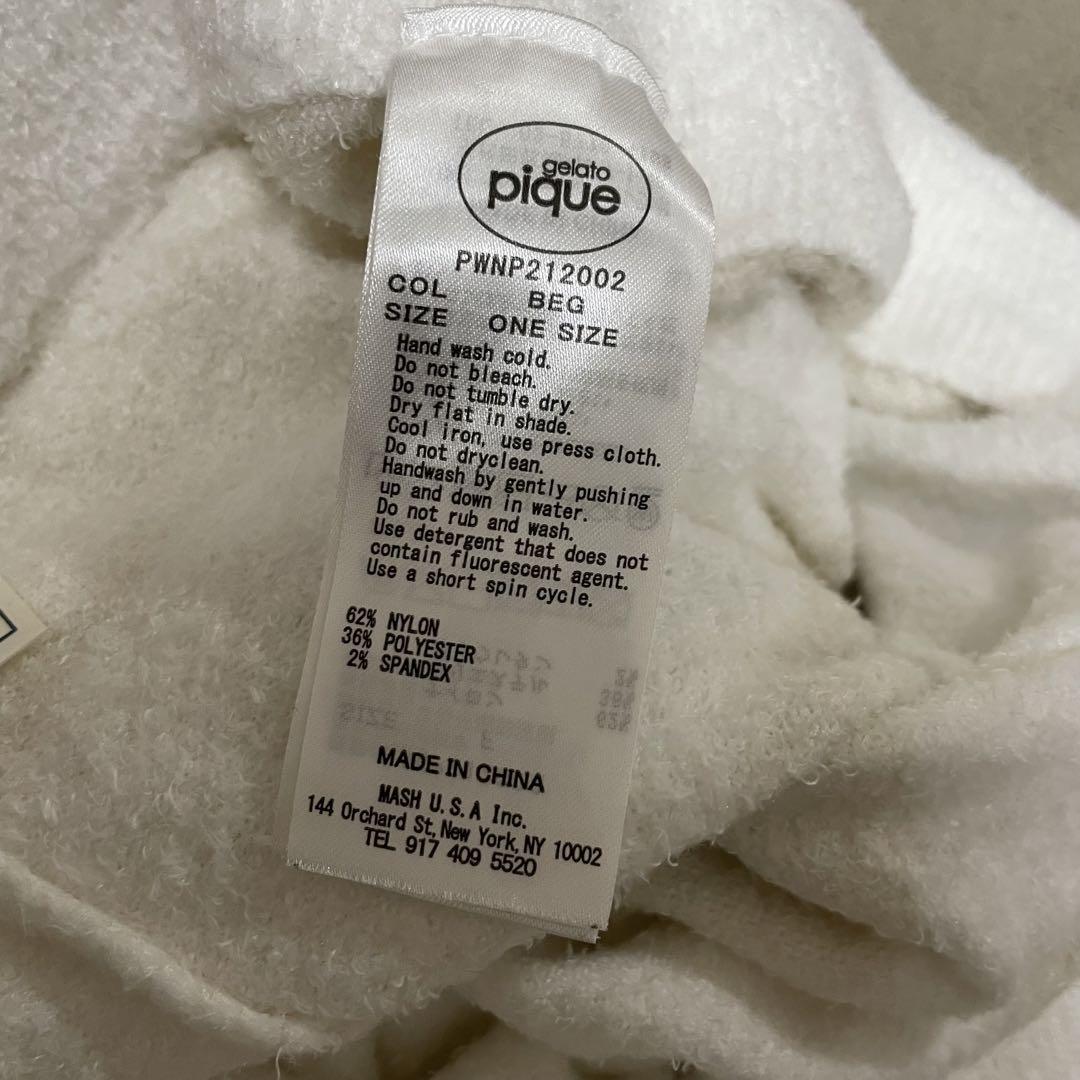 gelato
pique
PWNP212002
COL BEG
SIZE ONE SIZE
Hand wash cold.
Do not bleach.
Do not tumble dry.
Dry flat in shade.
Cool iron, use press cloth.
Do not dryclean.
Handwash by gently pushing
up and down in water.
Do not rub and wash.
Use detergent that does not
contain fluorescent agent.
Use a short spin cycle.
62% NYLON
36% POLYESTER
2% SPANDEX
MADE IN CHINA
MASH U.S.A Inc.
144 Orchard St, New York, NY 10002
TEL 917 409 5520